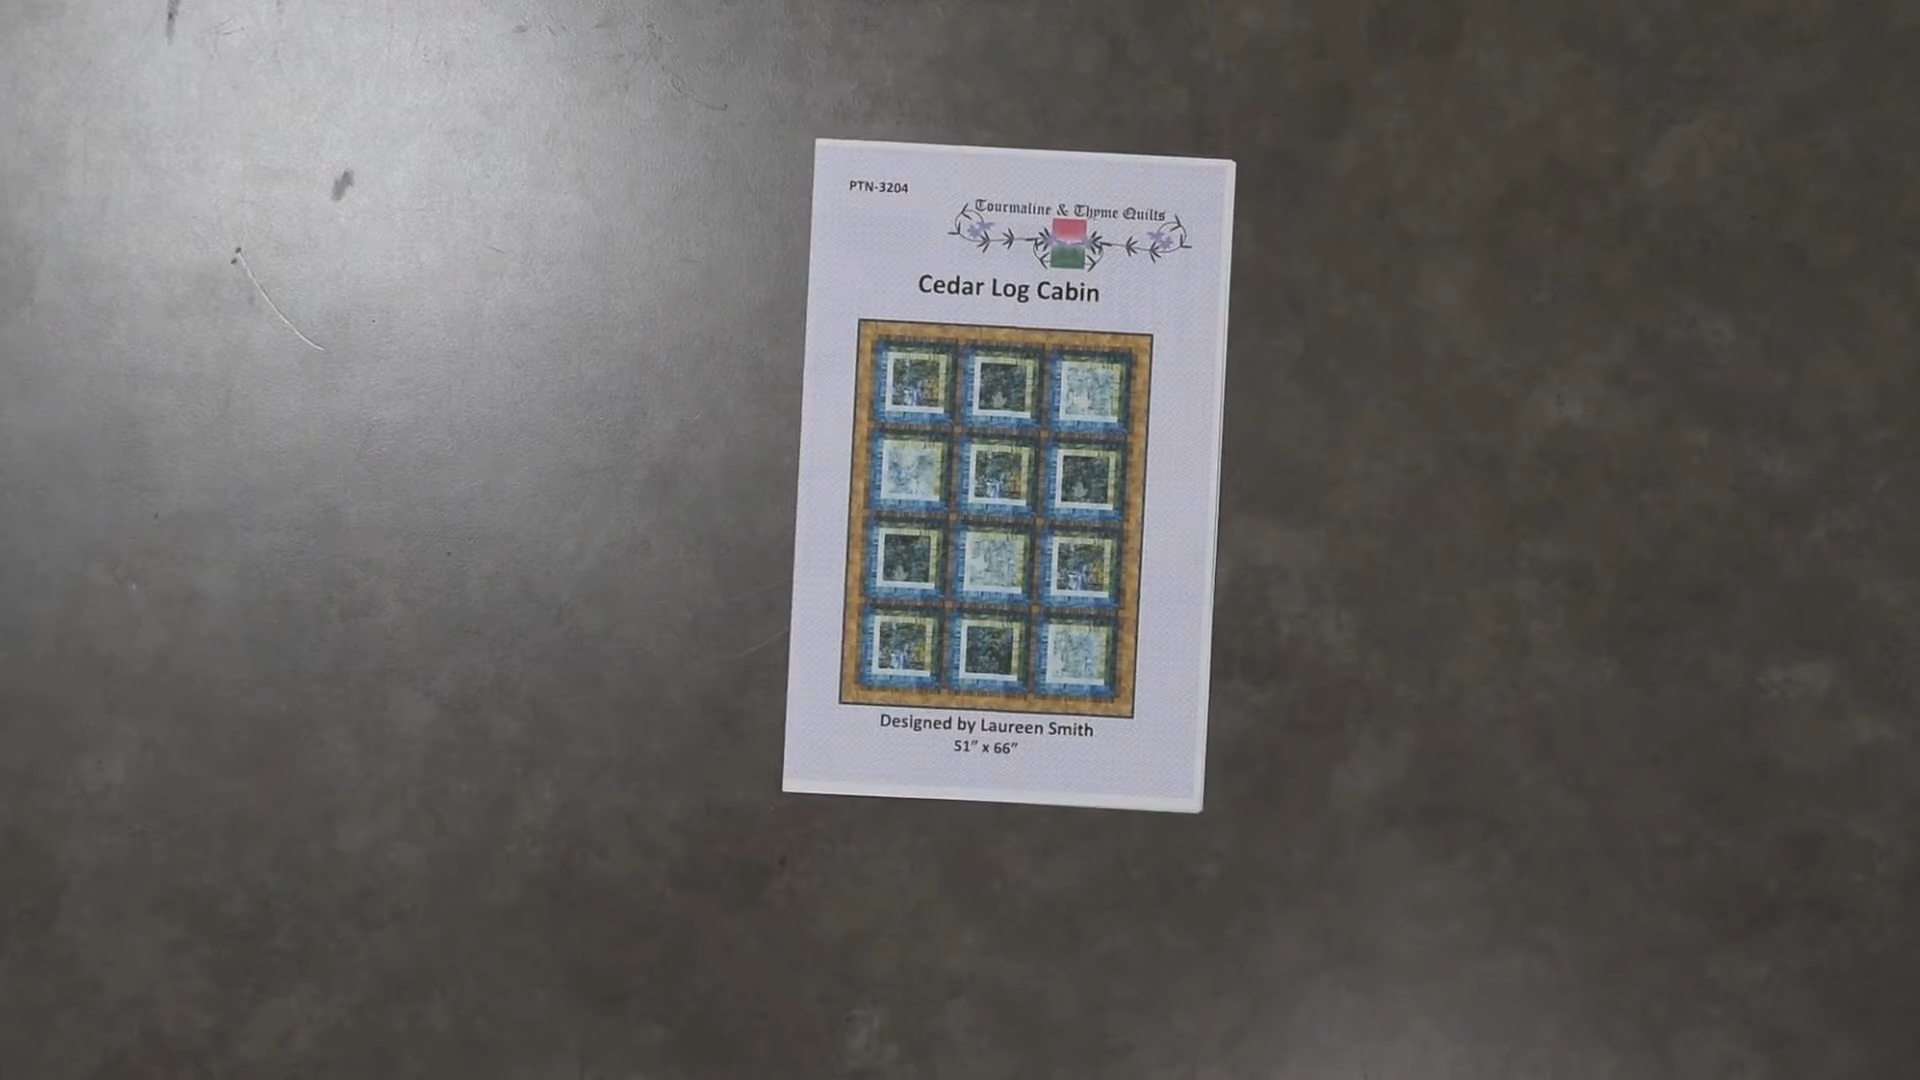 PTN-3204
Tourmaline & Thyme Quilts
Cedar Log Cabin
Designed by Laureen Smith
51" x 66"